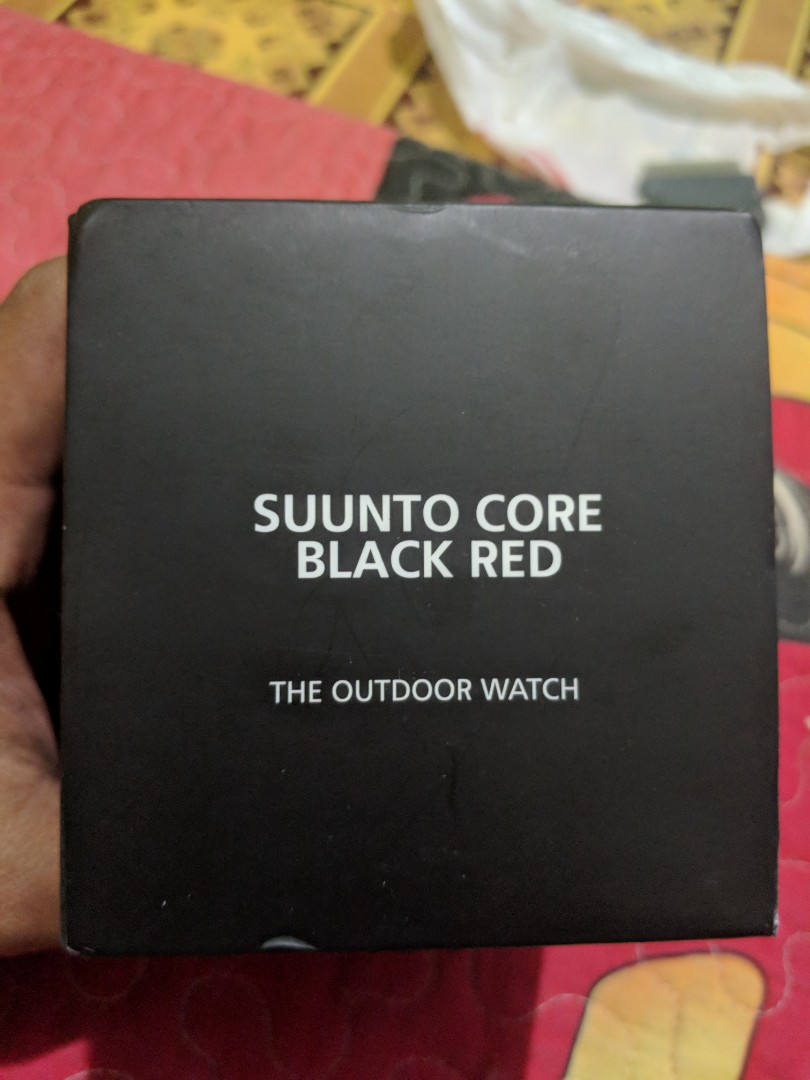 SUUNTO CORE
BLACK RED
THE OUTDOOR WATCH